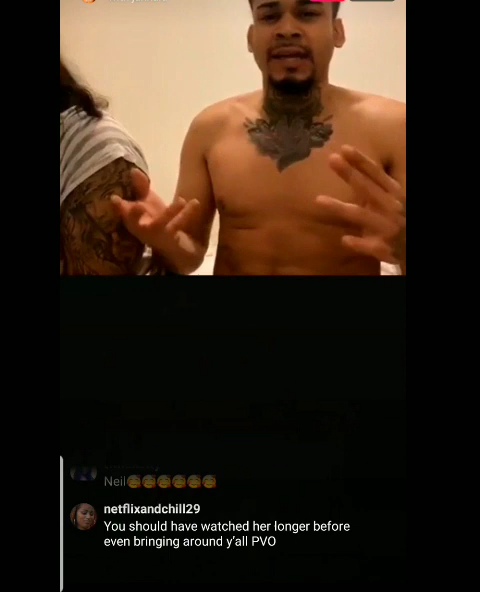 Neil🥰🥰🥰🥰🥰🥰
netflixandchill29
You should have watched her longer before
even bringing around y'all PVO